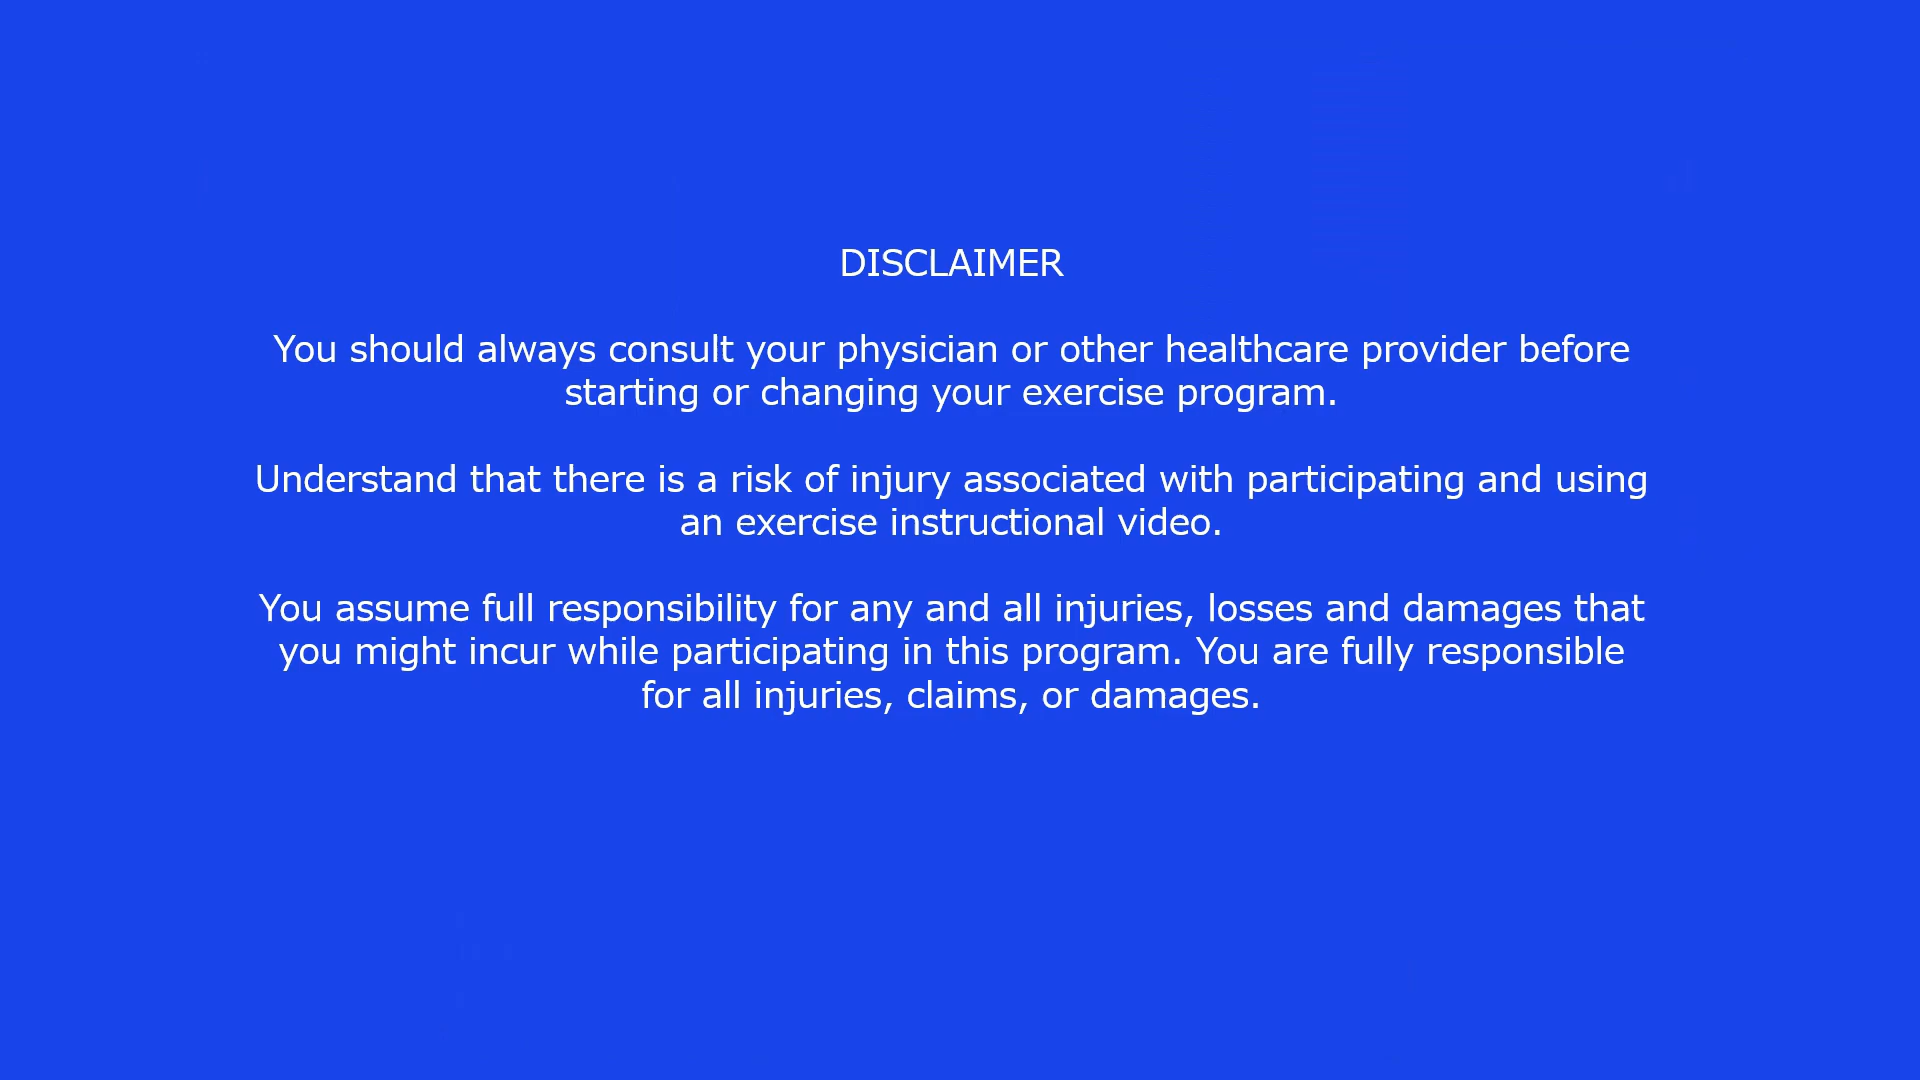 DISCLAIMER
You should always consult your physician or other healthcare provider before
starting or changing your exercise program.
Understand that there is a risk of injury associated with participating and using
an exercise instructional video.
You assume full responsibility for any and all injuries, losses and damages that
you might incur while participating in this program. You are fully responsible
for all injuries, claims, or damages.